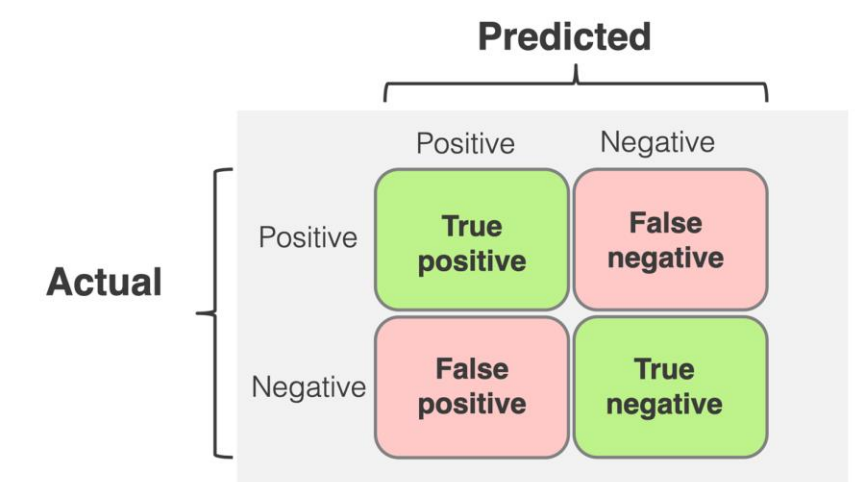 Predicted
Positive Negative
Actual
Positive
True
positive
False
negative
Negative
False
positive
True
negative